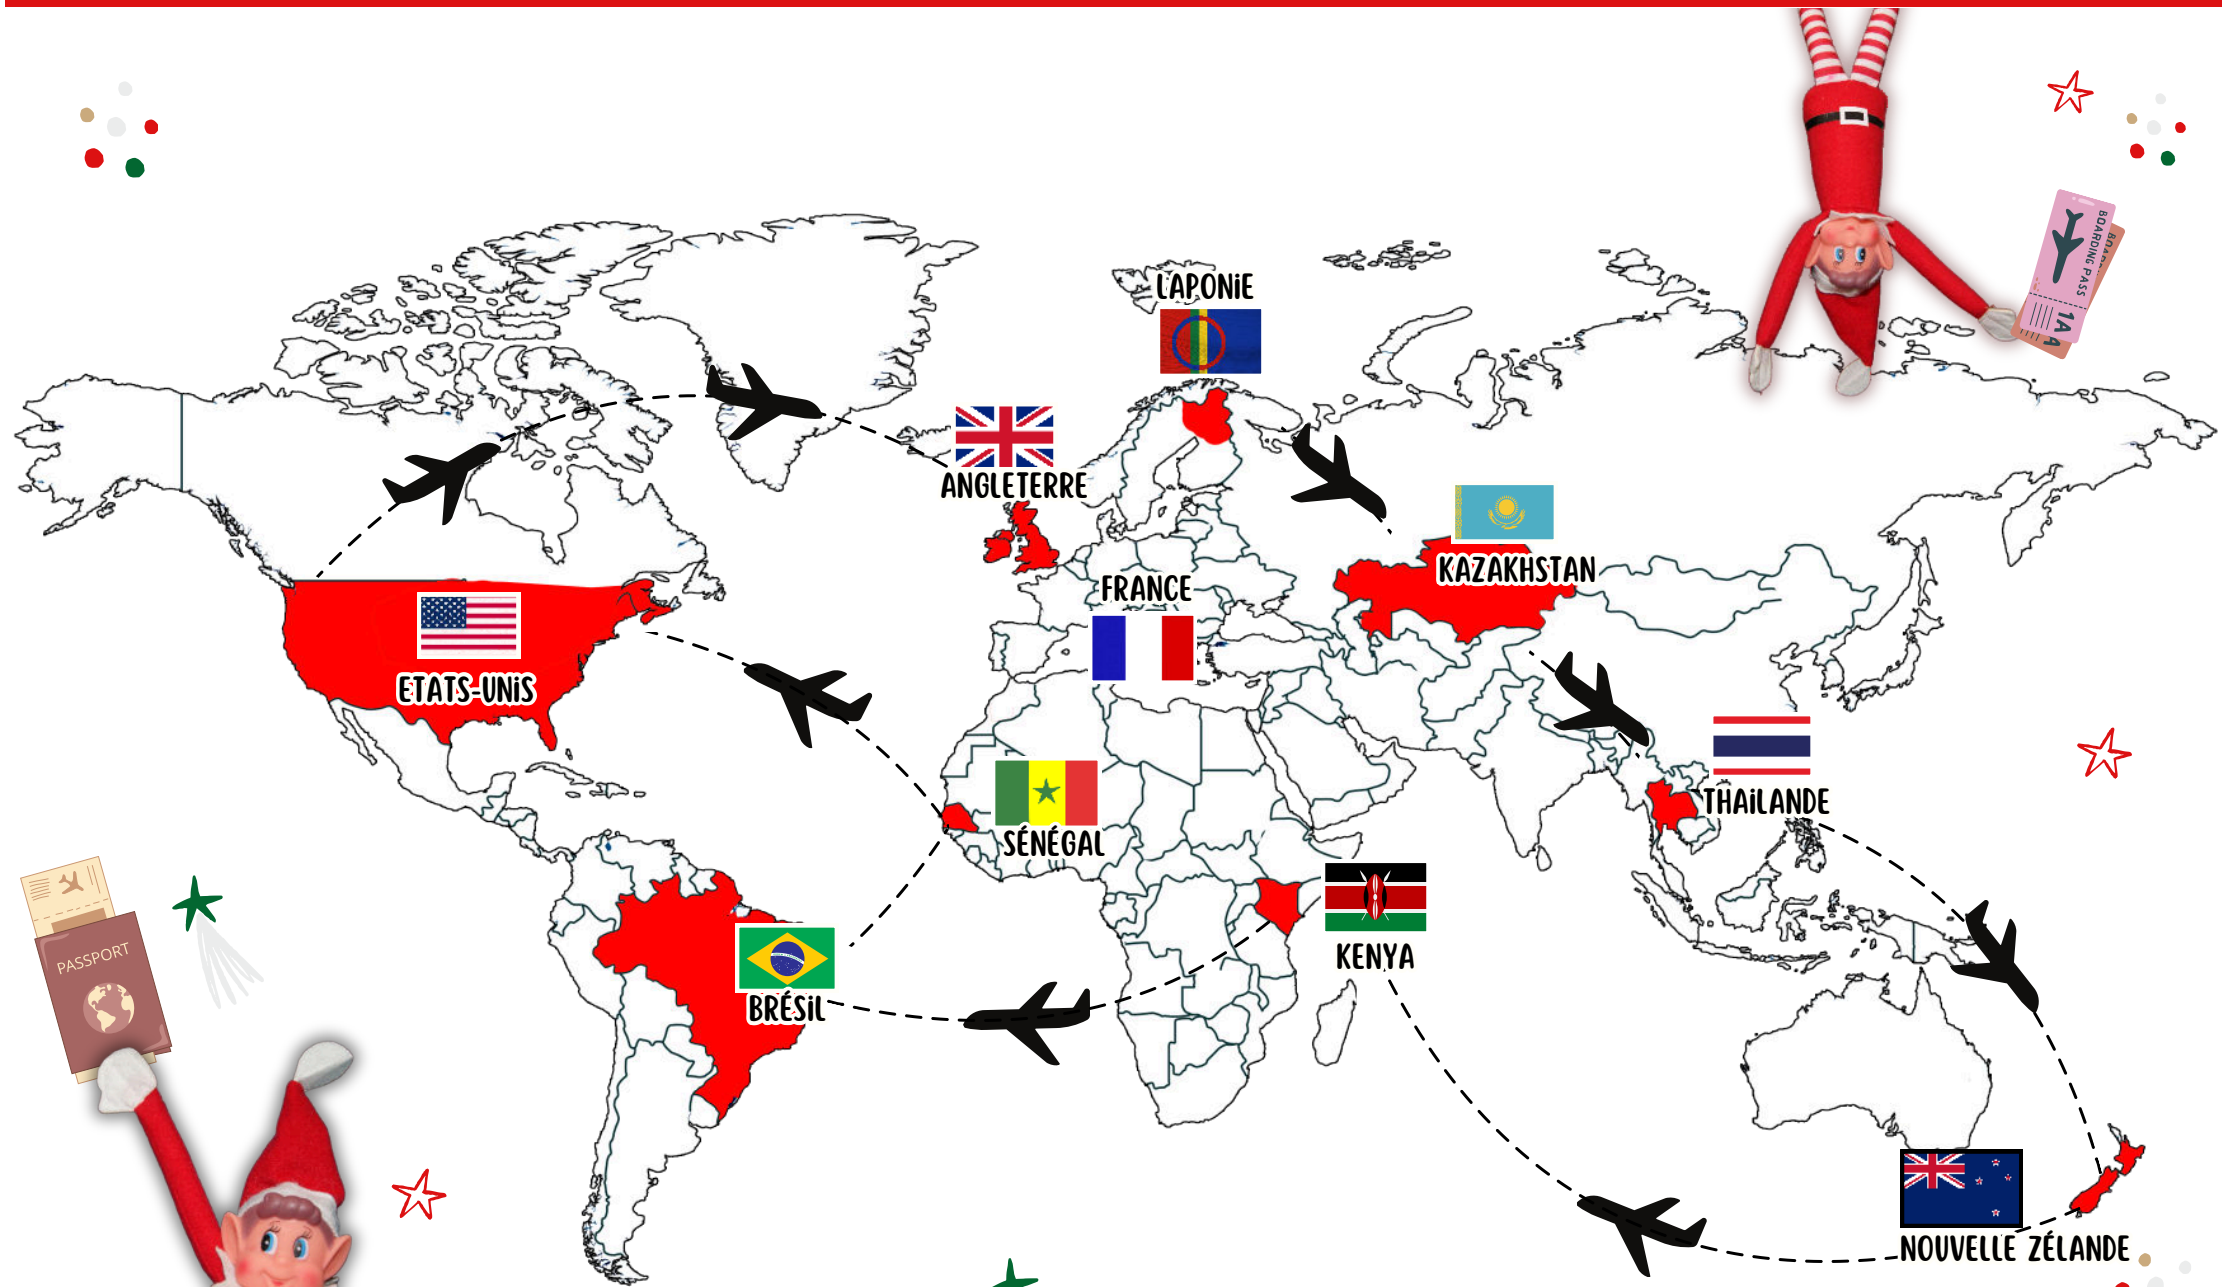 BOARDING PASS
1A
LAPONiE
ANGLETERRE
KAZAKHSTAN
FRANCE
ETATS-UNiS
THAiLANDE
SÉNÉGAL
KENYA
BRÉSiL
PASSPORT
NOUVELLE ZÉLANDE